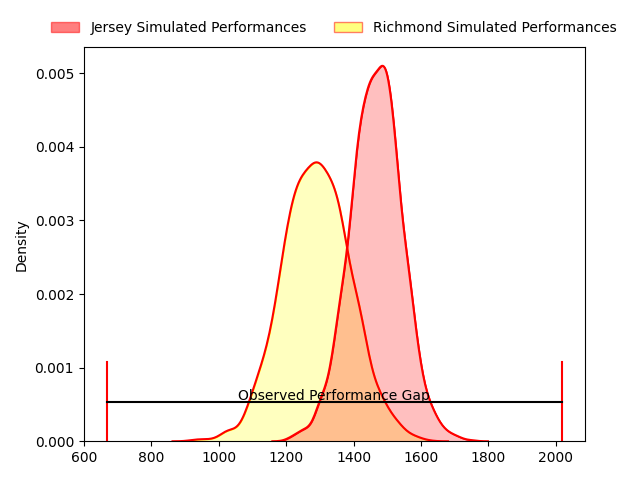 Jersey Simulated Performances Richmond Simulated Performances
0.005
0.004
0.003
0.002
0.001
0.000
Density
Observed Performance Gap
600 800 1000 1200 1400 1600 1800 2000